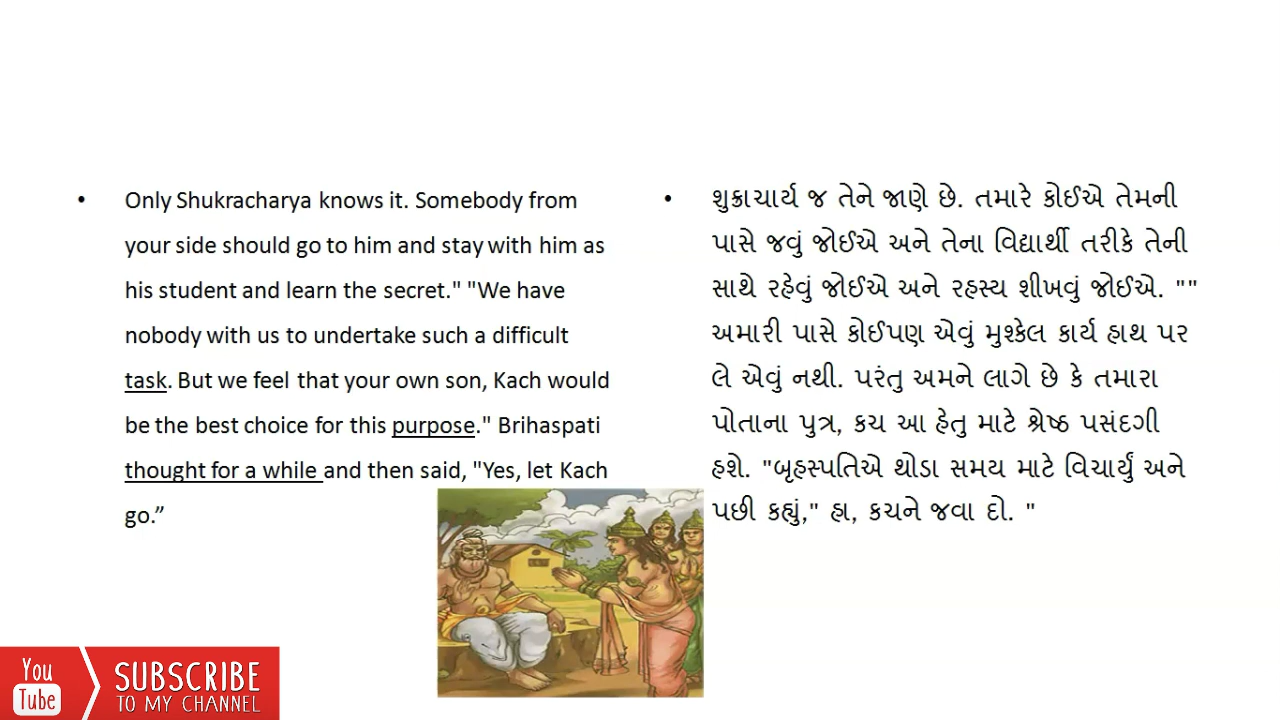 • Only Shukracharya knows it. Somebody from
your side should go to him and stay with him as
his student and learn the secret." "We have
nobody with us to undertake such a difficult
task. But we feel that your own son, Kach would
be the best choice for this purpose." Brihaspati
thought for a while and then said, "Yes, let Kach
go.”
• શુક્રાચાર્ય જ તેને જાણે છે. તમારે કોઈએ તેમની
પાસે જવું જોઈએ અને તેના વિદ્યાર્થી તરીકે તેની
સાથે રહેવું જોઈએ અને રહસ્ય શીખવું જોઈએ. ""
અમારી પાસે કોઈપણ એવું મુશ્કેલ કાર્ય હાથ પર
લે એવું નથી. પરંતુ અમને લાગે છે કે તમારા
પોતાના પુત્ર, કચ આ હેતુ માટે શ્રેષ્ઠ પસંદગી
હશે. "બૃહસ્પતિએ થોડા સમય માટે વિચાર્યું અને
પછી કહ્યું," હા, કચને જવા દો. "
You
Tube
SUBSCRIBE
TO MY CHANNEL